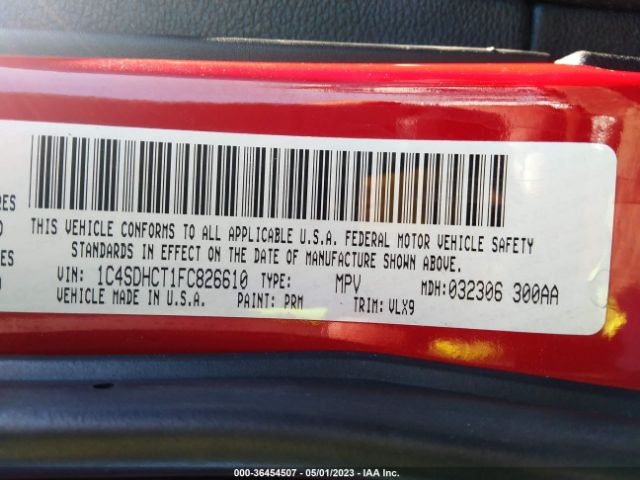 RES
THIS VEHICLE CONFORMS TO ALL APPLICABLE U.S.A. FEDERAL MOTOR VEHICLE SAFETY
STANDARDS IN EFFECT ON THE DATE OF MANUFACTURE SHOWN ABOVE.
VIN: 1C4SDHCT1FC826610 TYPE: MPV MDH: 032306 300AA
VEHICLE MADE IN U.S.A. PAINT: PRM TRIM: VLX9
000-36454507 - 05/01/2023 - IAA Inc.